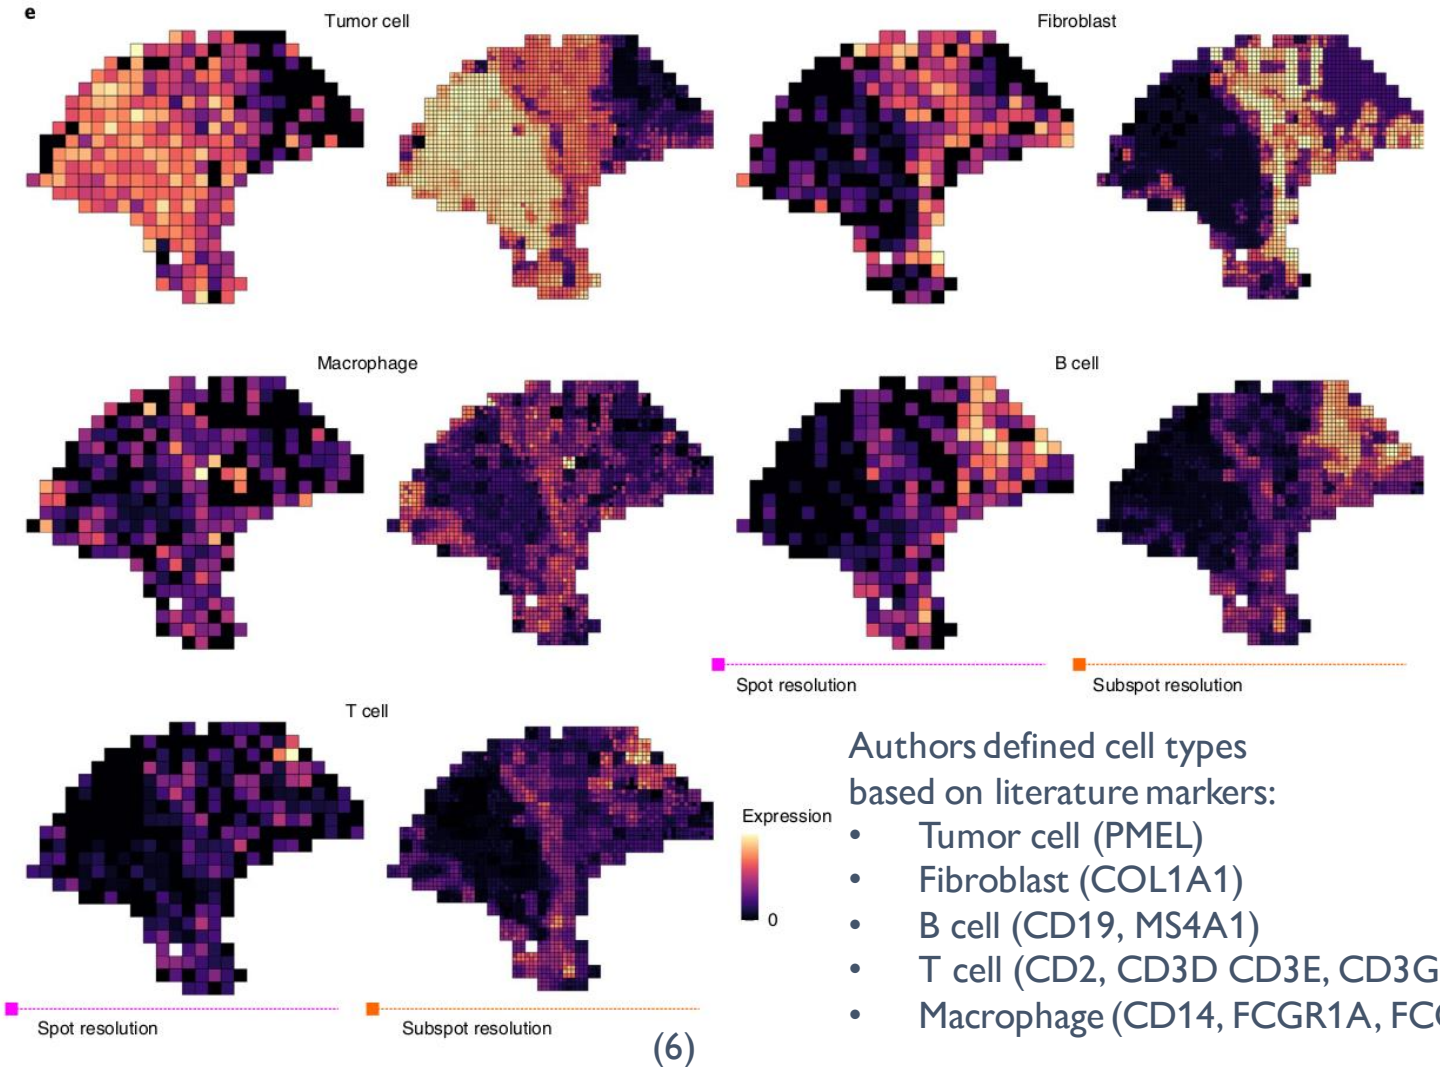 e
Tumor cell
Fibroblast
Macrophage
B cell
Spot resolution
Subspot resolution
T cell
Expression
0
Spot resolution
Subspot resolution
(6)
Authors defined cell types
based on literature markers:
• Tumor cell (PMEL)
• Fibroblast (COL1A1)
• B cell (CD19, MS4A1)
• T cell (CD2, CD3D CD3E, CD3G
• Macrophage (CD14, FCGR1A,